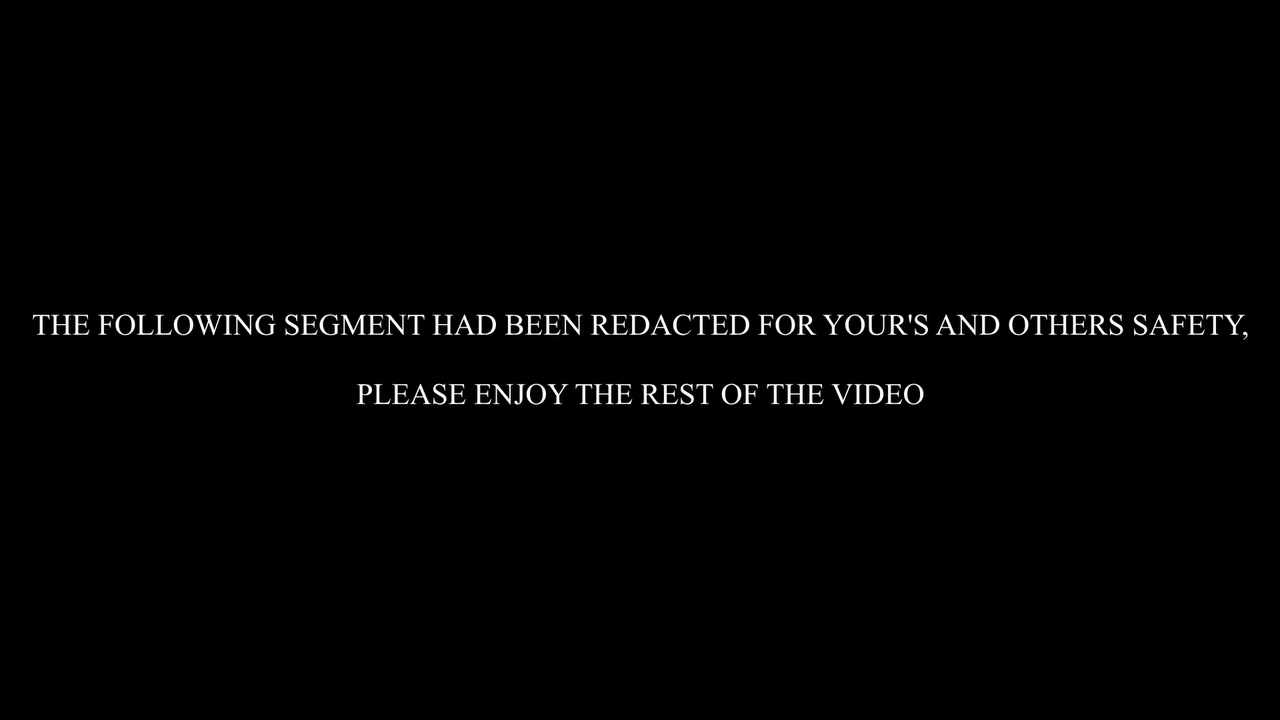 THE FOLLOWING SEGMENT HAD BEEN REDACTED FOR YOUR'S AND OTHERS SAFETY,
PLEASE ENJOY THE REST OF THE VIDEO